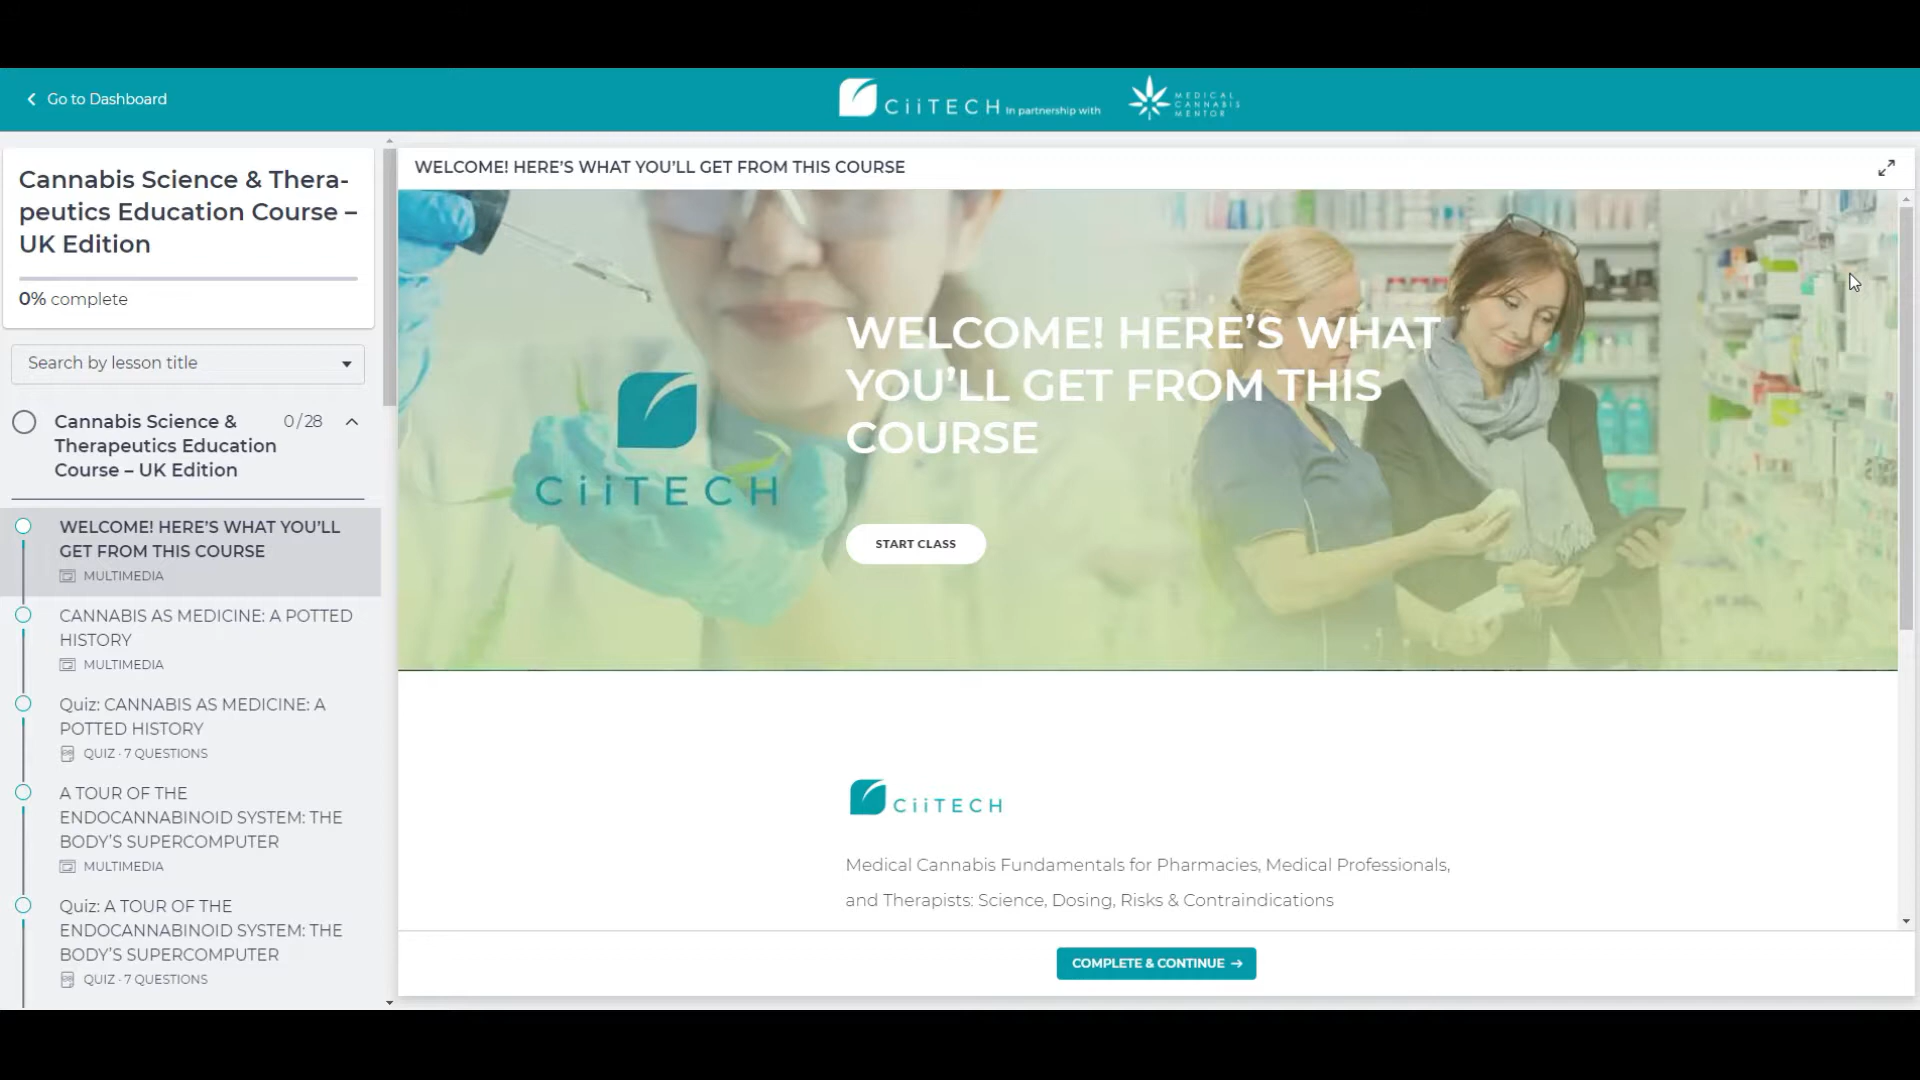 Go to Dashboard
CiiTECH In partnership with
MEDICAL
CANNABIS
MENTOR
Cannabis Science & Thera-
peutics Education Course –
UK Edition
0% complete
Search by lesson title
Cannabis Science &
Therapeutics Education
Course – UK Edition
0/28
WELCOME! HERE'S WHAT YOU'LL
GET FROM THIS COURSE
MULTIMEDIA
CANNABIS AS MEDICINE: A POTTED
HISTORY
MULTIMEDIA
Quiz: CANNABIS AS MEDICINE: A
POTTED HISTORY
QUIZ · 7 QUESTIONS
A TOUR OF THE
ENDOCANNABINOID SYSTEM: THE
BODY'S SUPERCOMPUTER
MULTIMEDIA
Quiz: A TOUR OF THE
ENDOCANNABINOID SYSTEM: THE
BODY'S SUPERCOMPUTER
QUIZ · 7 QUESTIONS
WELCOME! HERE'S WHAT YOU'LL GET FROM THIS COURSE
WELCOME! HERE'S WHAT
YOU'LL GET FROM THIS
COURSE
CiiTECH
START CLASS
CiiTECH
Medical Cannabis Fundamentals for Pharmacies, Medical Professionals,
and Therapists: Science, Dosing, Risks & Contraindications
COMPLETE & CONTINUE →